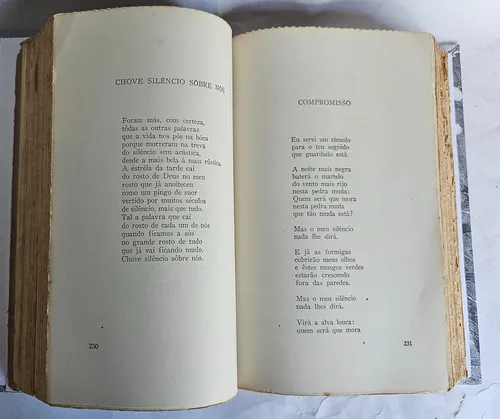 CHOVE SILÊNCIO SÔBRE NÓS
Foram más, com certeza,
tôdas as outras palavras
que a vida nos pôs na bôca
porque morreram na treva
do silêncio sem acústica,
desde a mais bela à mais rústica.
A estrêla da tarde cai
do rosto de Deus no meu
rosto que já anoiteceu
como um pingo de suor
vertido por muitos séculos
de silêncio, mais que tudo.
Tal a palavra que cai
do rosto de cada um de nós
quando ficamos a sós
no grande rosto de tudo
que já vai ficando mudo.
Chove silêncio sôbre nós.
230
COMPROMISSO
Eu serei um túmulo
para o teu segrêdo
que guardado está.
A noite mais negra
baterá o martelo
do vento mais rijo
nesta pedra muda:
Quem será que mora
nesta pedra muda
que tão muda está?
Mas o meu silêncio
nada lhe dirá.
E já as formigas
cobrirão meus olhos
e êstes musgos verdes
estarão crescendo
fora das paredes.
Mas o meu silêncio
nada lhes dirá.
Virá a alva louca:
quem será que mora
231